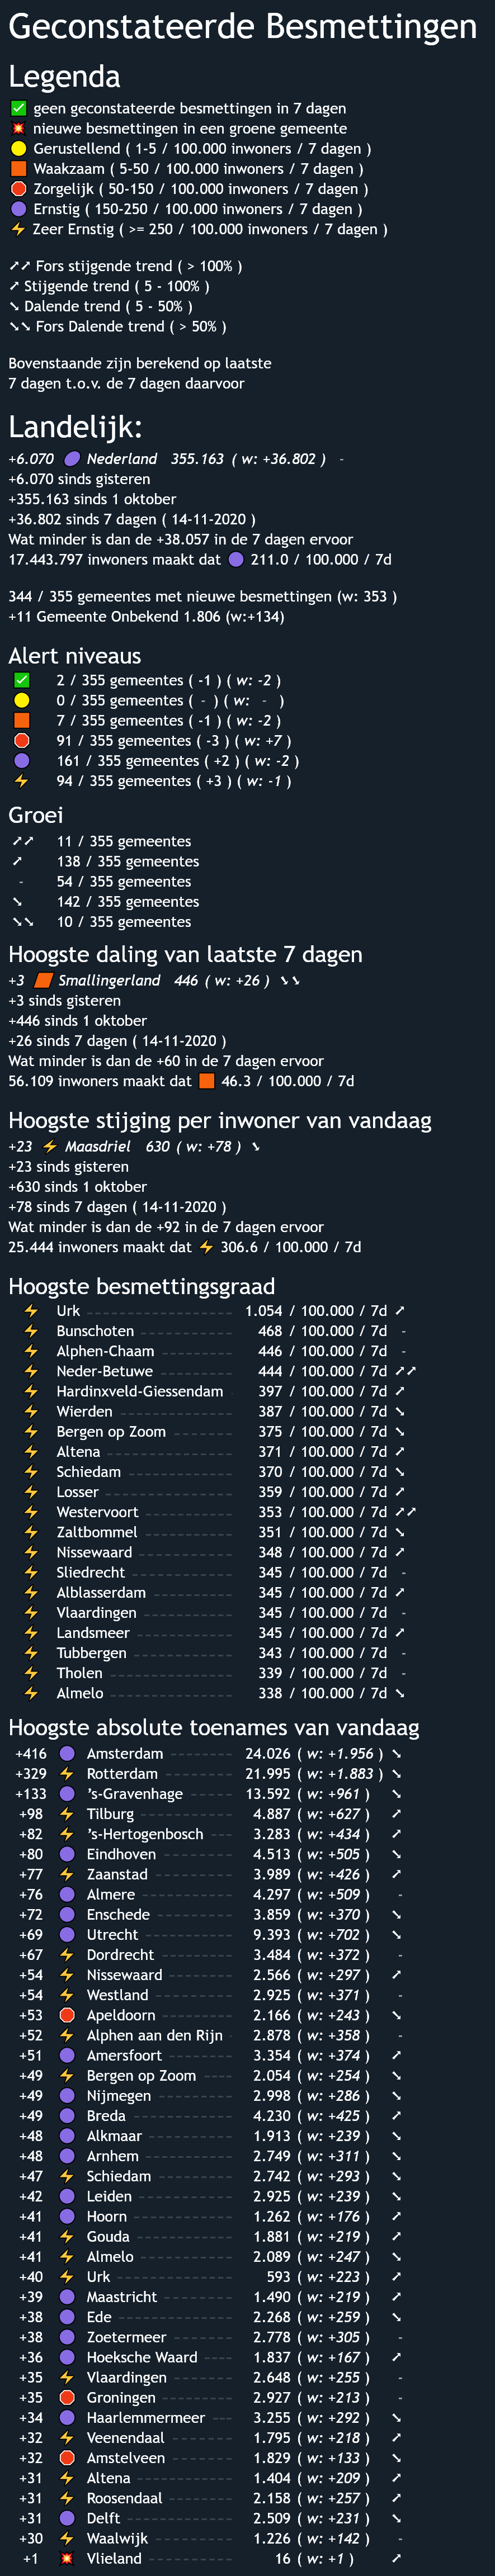 Geconstateerde Besmettingen
Legenda
geen geconstateerde besmettingen in 7 dagen
nieuwe besmettingen in een groene gemeente
Gerustellend ( 1-5 / 100.000 inwoners / 7 dagen )
Waakzaam ( 5-50 / 100.000 inwoners / 7 dagen )
Zorgelijk ( 50-150 / 100.000 inwoners / 7 dagen )
Ernstig ( 150-250 / 100.000 inwoners / 7 dagen )
Zeer Ernstig ( >= 250 / 100.000 inwoners / 7 dagen )
➚➚ Fors stijgende trend ( > 100% )
➚ Stijgende trend ( 5 - 100% )
➘ Dalende trend ( 5 - 50% )
➘➘ Fors Dalende trend ( > 50% )
Bovenstaande zijn berekend op laatste
7 dagen t.o.v. de 7 dagen daarvoor
Landelijk:
+6.070 Nederland 355.163 ( w: +36.802 ) -
+6.070 sinds gisteren
+355.163 sinds 1 oktober
+36.802 sinds 7 dagen ( 14-11-2020 )
Wat minder is dan de +38.057 in de 7 dagen ervoor
17.443.797 inwoners maakt dat 211.0 / 100.000 / 7d
344 / 355 gemeentes met nieuwe besmettingen (w: 353 )
+11 Gemeente Onbekend 1.806 (w:+134)
Alert niveaus
2 / 355 gemeentes ( -1 ) ( w: -2 )
0 / 355 gemeentes ( - ) ( w: - )
7 / 355 gemeentes ( -1 ) ( w: -2 )
91 / 355 gemeentes ( -3 ) ( w: +7 )
161 / 355 gemeentes ( +2 ) ( w: -2 )
94 / 355 gemeentes ( +3 ) ( w: -1 )
Groei
➚➚ 11 / 355 gemeentes
➚ 138 / 355 gemeentes
- 54 / 355 gemeentes
➘ 142 / 355 gemeentes
➘➘ 10 / 355 gemeentes
Hoogste daling van laatste 7 dagen
+3 Smallingerland 446 ( w: +26 ) ➘➘
+3 sinds gisteren
+446 sinds 1 oktober
+26 sinds 7 dagen ( 14-11-2020 )
Wat minder is dan de +60 in de 7 dagen ervoor
56.109 inwoners maakt dat 46.3 / 100.000 / 7d
Hoogste stijging per inwoner van vandaag
+23 Maasdriel 630 ( w: +78 ) ➘
+23 sinds gisteren
+630 sinds 1 oktober
+78 sinds 7 dagen ( 14-11-2020 )
Wat minder is dan de +92 in de 7 dagen ervoor
25.444 inwoners maakt dat 306.6 / 100.000 / 7d
Hoogste besmettingsgraad
Urk 1.054 / 100.000 / 7d ➚
Bunschoten 468 / 100.000 / 7d -
Alphen-Chaam 446 / 100.000 / 7d -
Neder-Betuwe 444 / 100.000 / 7d ➚➚
Hardinxveld-Giessendam 397 / 100.000 / 7d ➚
Wierden 387 / 100.000 / 7d ➘
Bergen op Zoom 375 / 100.000 / 7d ➘
Altena 371 / 100.000 / 7d ➚
Schiedam 370 / 100.000 / 7d ➘
Losser 359 / 100.000 / 7d ➚
Westervoort 353 / 100.000 / 7d ➚➚
Zaltbommel 351 / 100.000 / 7d ➘
Nissewaard 348 / 100.000 / 7d ➚
Sliedrecht 345 / 100.000 / 7d -
Alblasserdam 345 / 100.000 / 7d ➚
Vlaardingen 345 / 100.000 / 7d -
Landsmeer 345 / 100.000 / 7d ➚
Tubbergen 343 / 100.000 / 7d -
Tholen 339 / 100.000 / 7d -
Almelo 338 / 100.000 / 7d ➘
Hoogste absolute toenames van vandaag
+416 Amsterdam 24.026 ( w: +1.956 ) ➘
+329 Rotterdam 21.995 ( w: +1.883 ) ➘
+133 's-Gravenhage 13.592 ( w: +961 ) ➘
+98 Tilburg 4.887 ( w: +627 ) ➚
+82 's-Hertogenbosch 3.283 ( w: +434 ) ➚
+80 Eindhoven 4.513 ( w: +505 ) ➘
+77 Zaanstad 3.989 ( w: +426 ) ➚
+76 Almere 4.297 ( w: +509 ) -
+72 Enschede 3.859 ( w: +370 ) ➘
+69 Utrecht 9.393 ( w: +702 ) ➘
+67 Dordrecht 3.484 ( w: +372 ) -
+54 Nissewaard 2.566 ( w: +297 ) ➚
+54 Westland 2.925 ( w: +371 ) -
+53 Apeldoorn 2.166 ( w: +243 ) ➘
+52 Alphen aan den Rijn 2.878 ( w: +358 ) -
+51 Amersfoort 3.354 ( w: +374 ) ➚
+49 Bergen op Zoom 2.054 ( w: +254 ) ➘
+49 Nijmegen 2.998 ( w: +286 ) ➘
+49 Breda 4.230 ( w: +425 ) ➚
+48 Alkmaar 1.913 ( w: +239 ) ➘
+48 Arnhem 2.749 ( w: +311 ) ➘
+47 Schiedam 2.742 ( w: +293 ) ➘
+42 Leiden 2.925 ( w: +239 ) ➘
+41 Hoorn 1.262 ( w: +176 ) ➚
+41 Gouda 1.881 ( w: +219 ) ➚
+41 Almelo 2.089 ( w: +247 ) ➘
+40 Urk 593 ( w: +223 ) ➚
+39 Maastricht 1.490 ( w: +219 ) ➚
+38 Ede 2.268 ( w: +259 ) ➘
+38 Zoetermeer 2.778 ( w: +305 ) -
+36 Hoeksche Waard 1.837 ( w: +167 ) ➚
+35 Vlaardingen 2.648 ( w: +255 ) -
+35 Groningen 2.927 ( w: +213 ) -
+34 Haarlemmermeer 3.255 ( w: +292 ) ➘
+32 Veenendaal 1.795 ( w: +218 ) ➚
+32 Amstelveen 1.829 ( w: +133 ) ➘
+31 Altena 1.404 ( w: +209 ) ➚
+31 Roosendaal 2.158 ( w: +257 ) ➚
+31 Delft 2.509 ( w: +231 ) ➘
+30 Waalwijk 1.226 ( w: +142 ) -
+1 Vlieland 16 ( w: +1 ) ➚